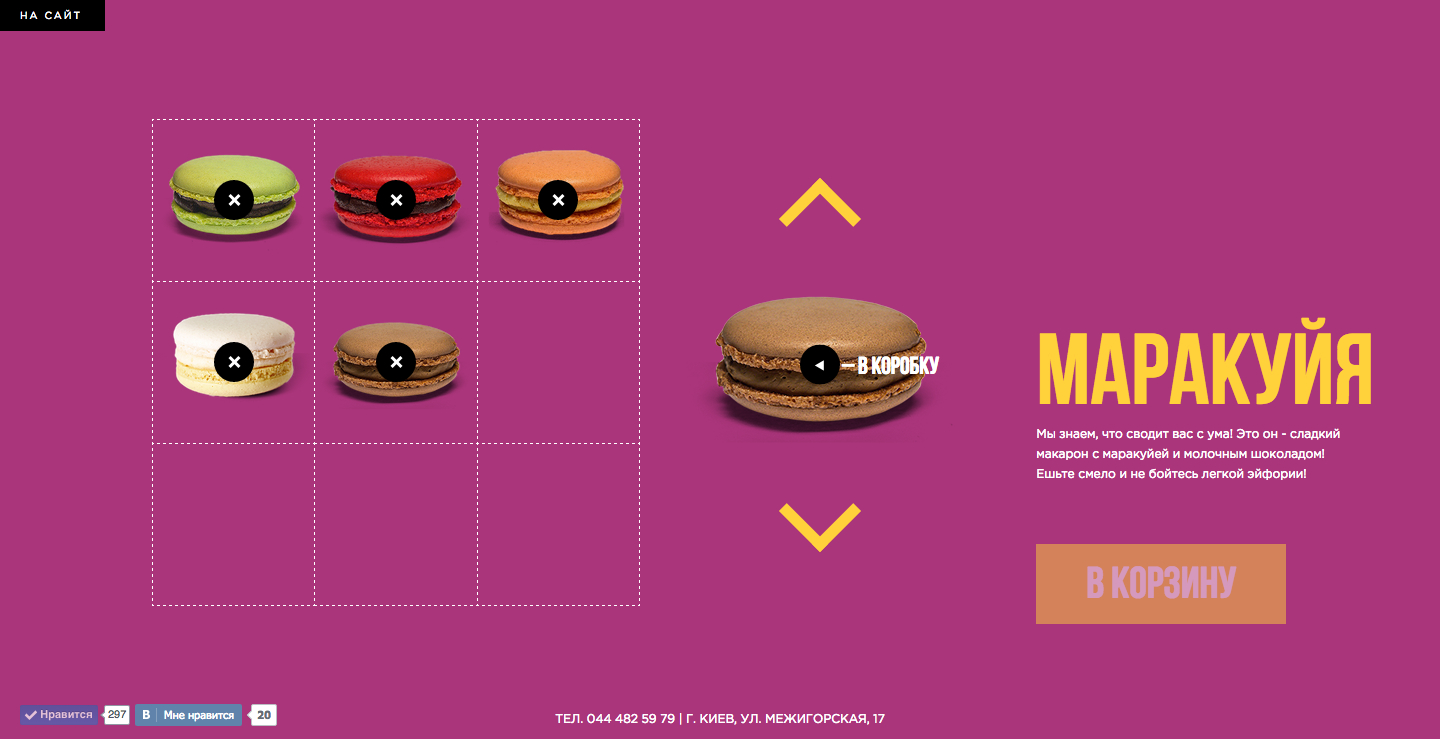 НА САЙТ
– В КОРОБКУ
МАРАКУЙЯ
Мы знаем, что сводит вас с ума! Это он - сладкий
макарон с маракуйей и молочным шоколадом!
Ешьте смело и не бойтесь легкой эйфории!
В КОРЗИНУ
Нравится 297 В Мне нравится 20
ТЕЛ. 044 482 59 79 | Г. КИЕВ, УЛ. МЕЖИГОРСКАЯ, 17